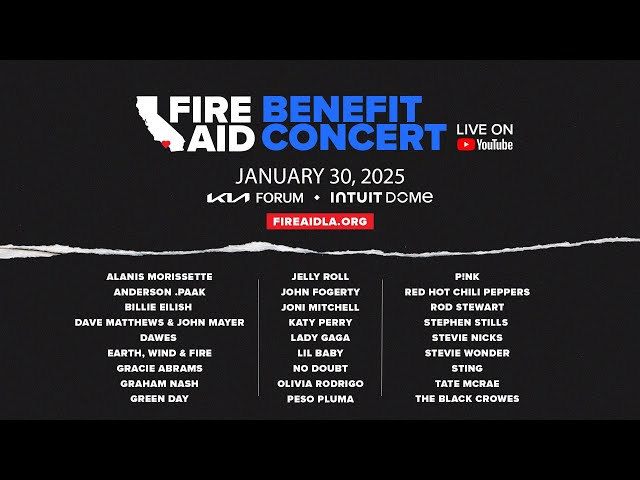 FIRE AID BENEFIT CONCERT
LIVE ON YouTube
JANUARY 30, 2025
KIA FORUM • INTUIT DOME
FIREAIDLA.ORG
ALANIS MORISSETTE
ANDERSON .PAAK
BILLIE EILISH
DAVE MATTHEWS & JOHN MAYER
DAWES
EARTH, WIND & FIRE
GRACIE ABRAMS
GRAHAM NASH
GREEN DAY
JELLY ROLL
JOHN FOGERTY
JONI MITCHELL
KATY PERRY
LADY GAGA
LIL BABY
NO DOUBT
OLIVIA RODRIGO
PESO PLUMA
P!NK
RED HOT CHILI PEPPERS
ROD STEWART
STEPHEN STILLS
STEVIE NICKS
STEVIE WONDER
STING
TATE MCRAE
THE BLACK CROWES